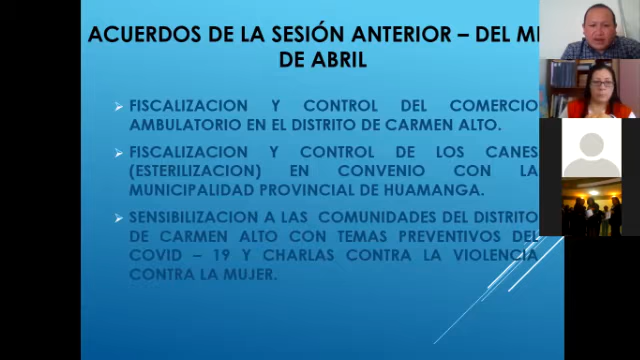 ACUERDOS DE LA SESIÓN ANTERIOR – DEL
DE ABRIL
FISCALIZACION Y CONTROL DEL COMERCIO
AMBULATORIO EN EL DISTRITO DE CARMEN ALTO.
FISCALIZACION Y CONTROL DE LOS CANES
(ESTERILIZACION) EN CONVENIO CON LA
MUNICIPALIDAD PROVINCIAL DE HUAMANGA.
SENSIBILIZACION A LAS COMUNIDADES DEL DISTRITO
DE CARMEN ALTO CON TEMAS PREVENTIVOS DEL
COVID – 19 Y CHARLAS CONTRA LA VIOLENCIA
CONTRA LA MUJER.